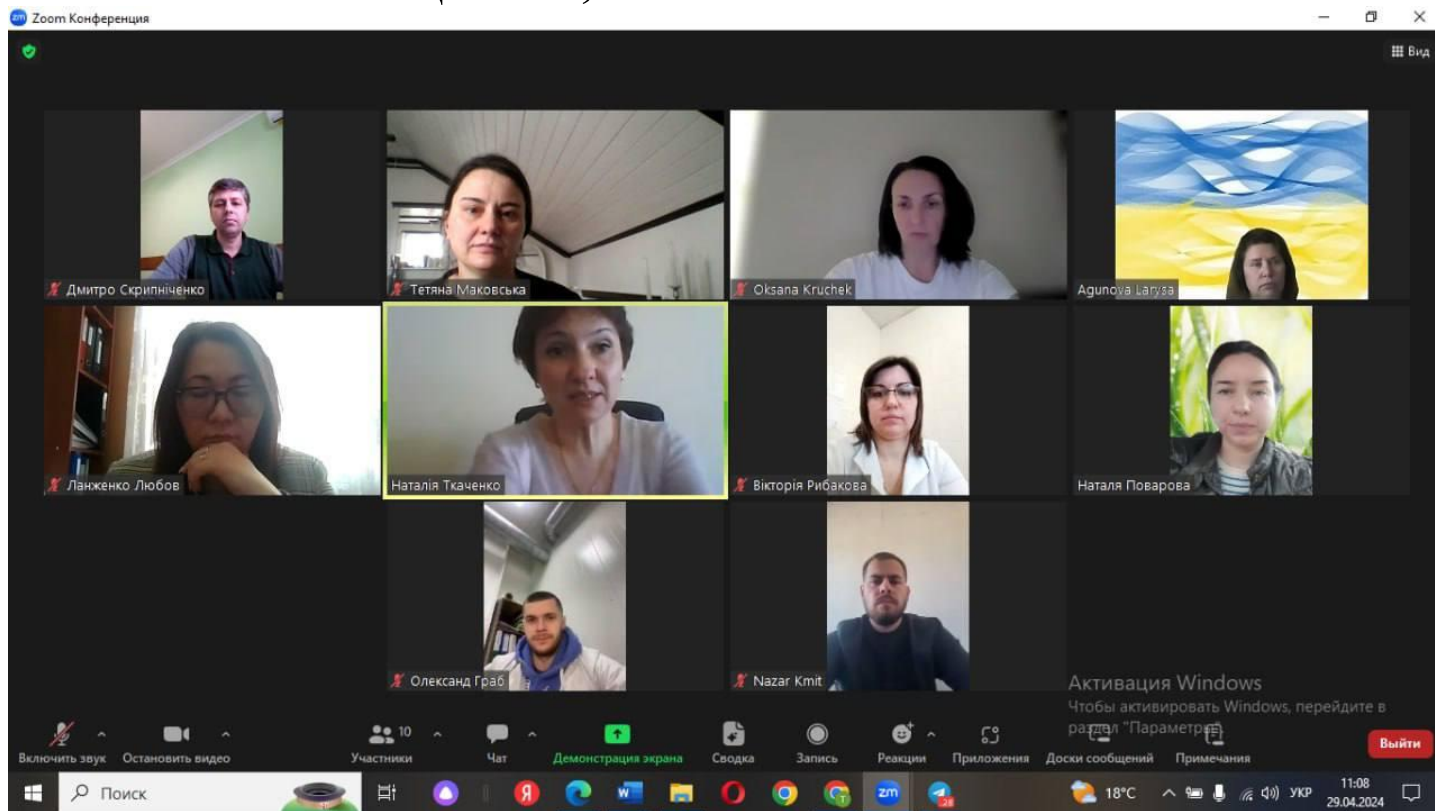 Zoom Конференция
Вид
Дмитро Скрипніченко
Тетяна Маковська
Oksana Kruchek
Agunova Larysa
Ланженко Любов
Наталія Ткаченко
Вікторія Рибакова
Наталя Поварова
Олександ Граб
Nazar Kmit
Активация Windows
Чтобы активировать Windows, перейдите в
раздел "Параметры".
10
Включить звук Остановить видео Участники Чат Демонстрация экрана Сводка Запись Реакции Приложения Доски сообщений Примечания
Выйти
Поиск
18°C
УКР
11:08
29.04.2024